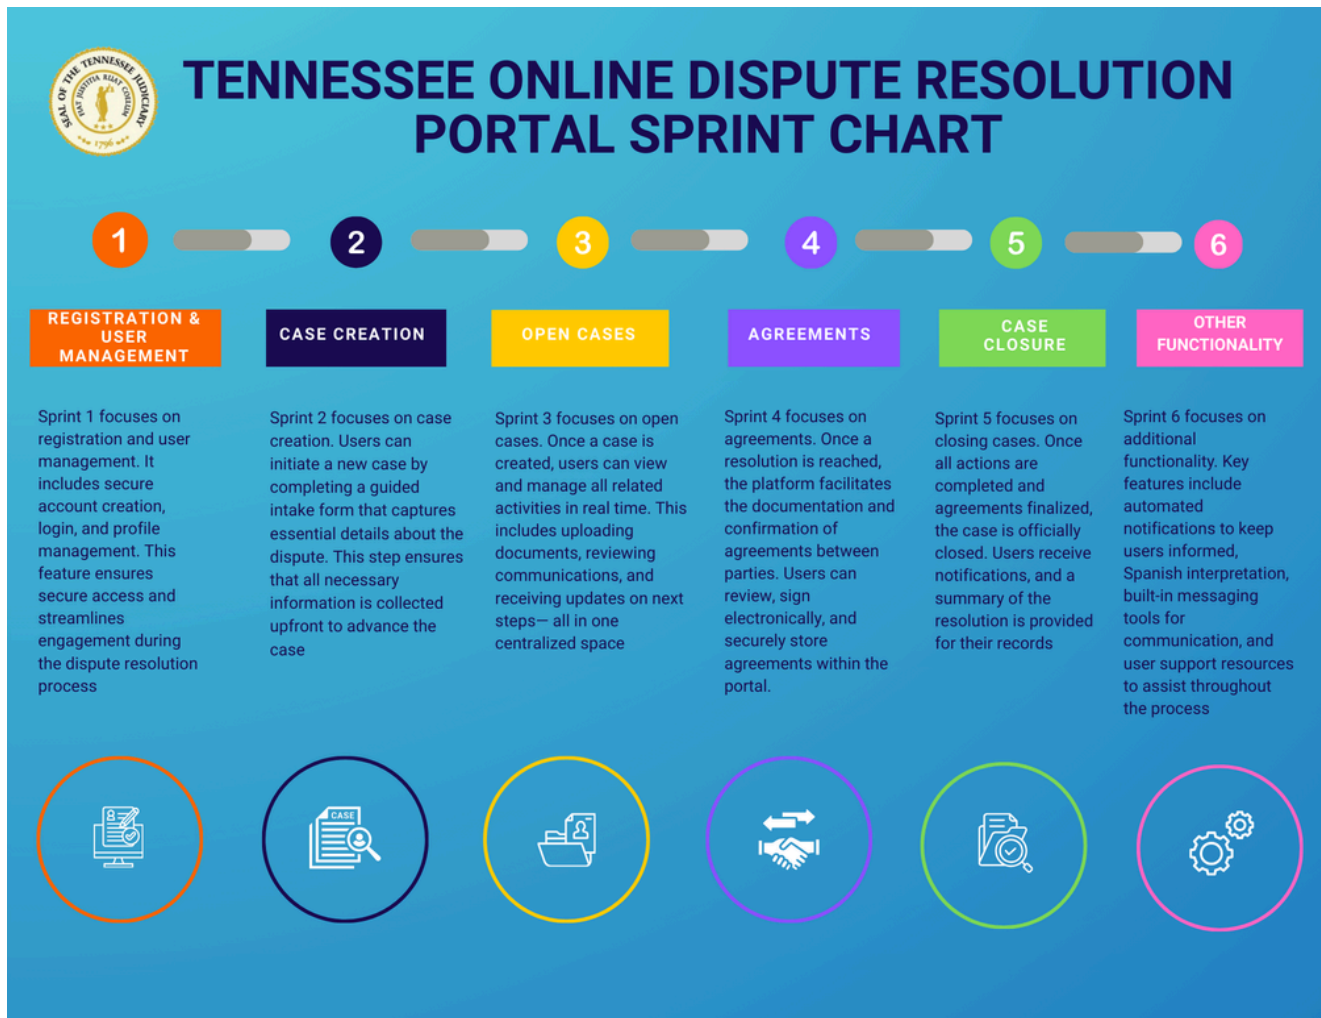 SEAL OF THE TENNESSEE JUDICIARY
FIAT JUSTITIA RUAT COELUM
1796
TENNESSEE ONLINE DISPUTE RESOLUTION
PORTAL SPRINT CHART
1
2
3
4
5
6
REGISTRATION &
USER
MANAGEMENT
Sprint 1 focuses on
registration and user
management. It
includes secure
account creation,
login, and profile
management. This
feature ensures
secure access and
streamlines
engagement during
the dispute resolution
process
CASE CREATION
Sprint 2 focuses on case
creation. Users can
initiate a new case by
completing a guided
intake form that captures
essential details about the
dispute. This step ensures
that all necessary
information is collected
upfront to advance the
case
CASE
OPEN CASES
Sprint 3 focuses on open
cases. Once a case is
created, users can view
and manage all related
activities in real time. This
includes uploading
documents, reviewing
communications, and
receiving updates on next
steps— all in one
centralized space
AGREEMENTS
Sprint 4 focuses on
agreements. Once a
resolution is reached,
the platform facilitates
the documentation and
confirmation of
agreements between
parties. Users can
review, sign
electronically, and
securely store
agreements within the
portal.
CASE
CLOSURE
Sprint 5 focuses on
closing cases. Once
all actions are
completed and
agreements finalized,
the case is officially
closed. Users receive
notifications, and a
summary of the
resolution is provided
for their records
OTHER
FUNCTIONALITY
Sprint 6 focuses on
additional
functionality. Key
features include
automated
notifications to keep
users informed,
Spanish interpretation,
built-in messaging
tools for
communication, and
user support resources
to assist throughout
the process